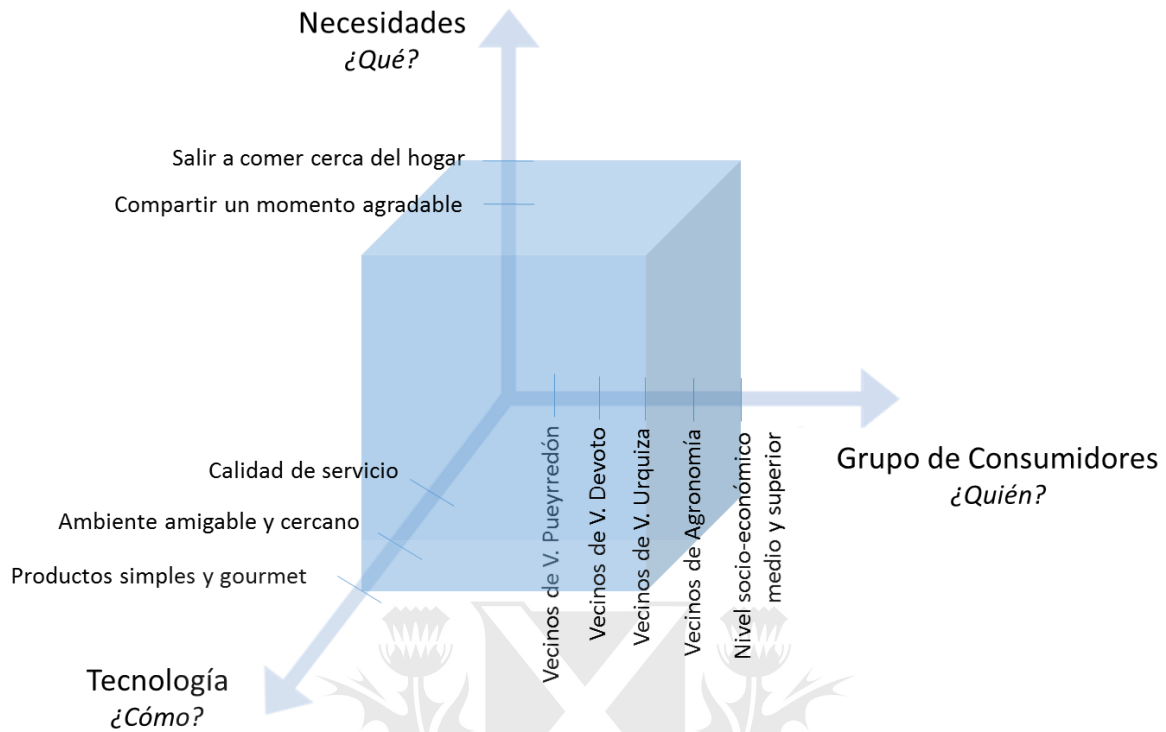 Necesidades
¿Qué?
Salir a comer cerca del hogar
Compartir un momento agradable
Calidad de servicio
Ambiente amigable y cercano
Productos simples y gourmet
Tecnología
¿Cómo?
Vecinos de V. Pueyrredón
Vecinos de V. Devoto
Vecinos de V. Urquiza
Vecinos de Agronomía
Nivel socio-económico
medio y superior
Grupo de Consumidores
¿Quién?